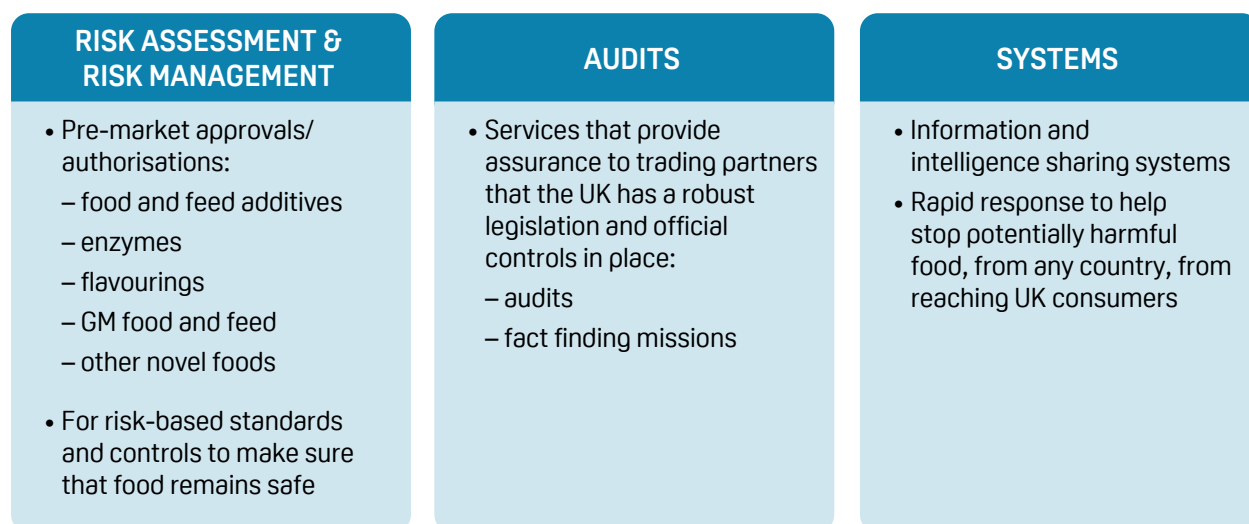 RISK ASSESSMENT &
RISK MANAGEMENT
• Pre-market approvals/
authorisations:
– food and feed additives
– enzymes
– flavourings
– GM food and feed
– other novel foods
• For risk-based standards
and controls to make sure
that food remains safe
AUDITS
• Services that provide
assurance to trading partners
that the UK has a robust
legislation and official
controls in place:
– audits
– fact finding missions
SYSTEMS
• Information and
intelligence sharing systems
• Rapid response to help
stop potentially harmful
food, from any country, from
reaching UK consumers